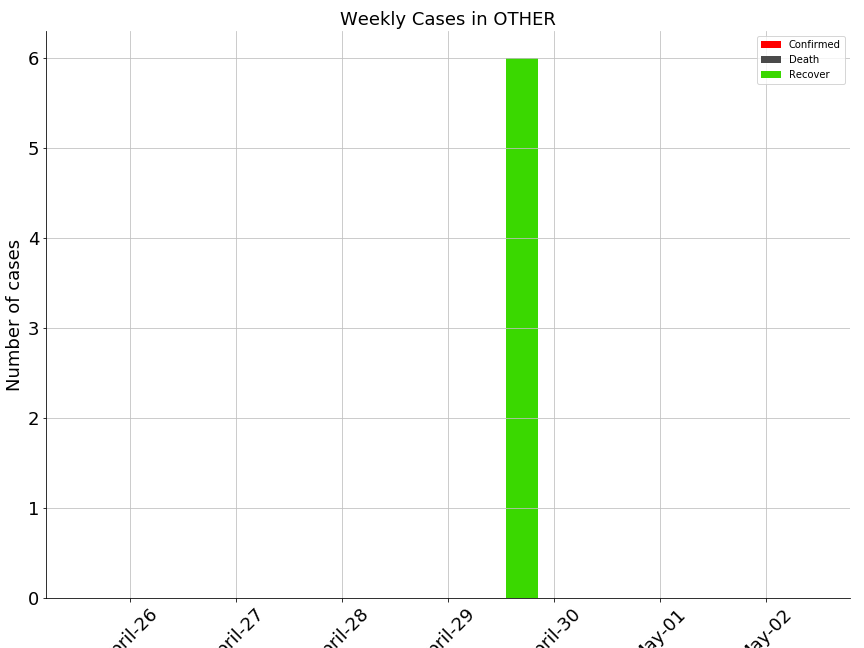 Weekly Cases in OTHER
Confirmed
Death
Recover
Number of cases
6
5
4
3
2
1
0
pril-26
pril-27
pril-28
pril-29
pril-30
May-01
May-02